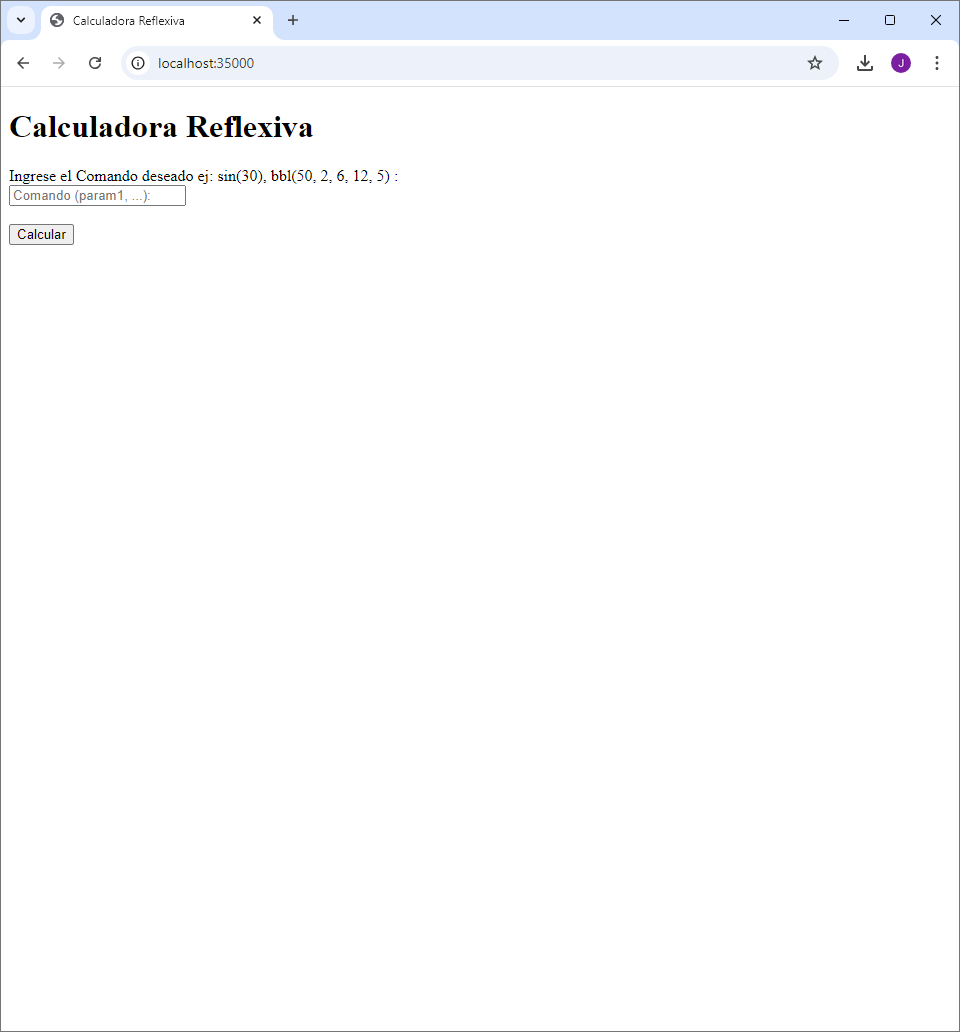 Calculadora Reflexiva
localhost:35000
J
Calculadora Reflexiva
Ingrese el Comando deseado ej: sin(30), bbl(50, 2, 6, 12, 5) :
Comando (param1, ...):
Calcular